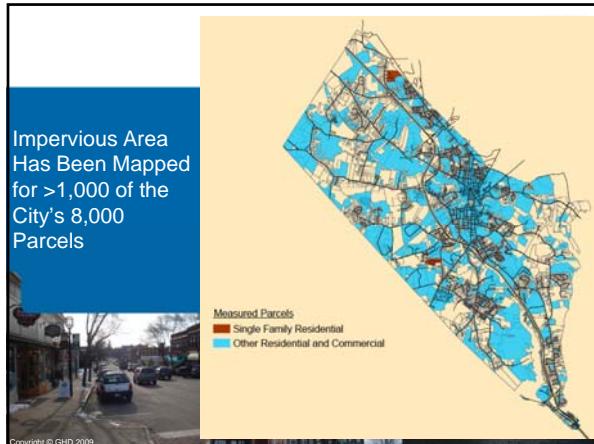 Impervious Area
Has Been Mapped
for >1,000 of the
City's 8,000
Parcels
Measured Parcels
Single Family Residential
Other Residential and Commercial
Copyright © GHD 2009